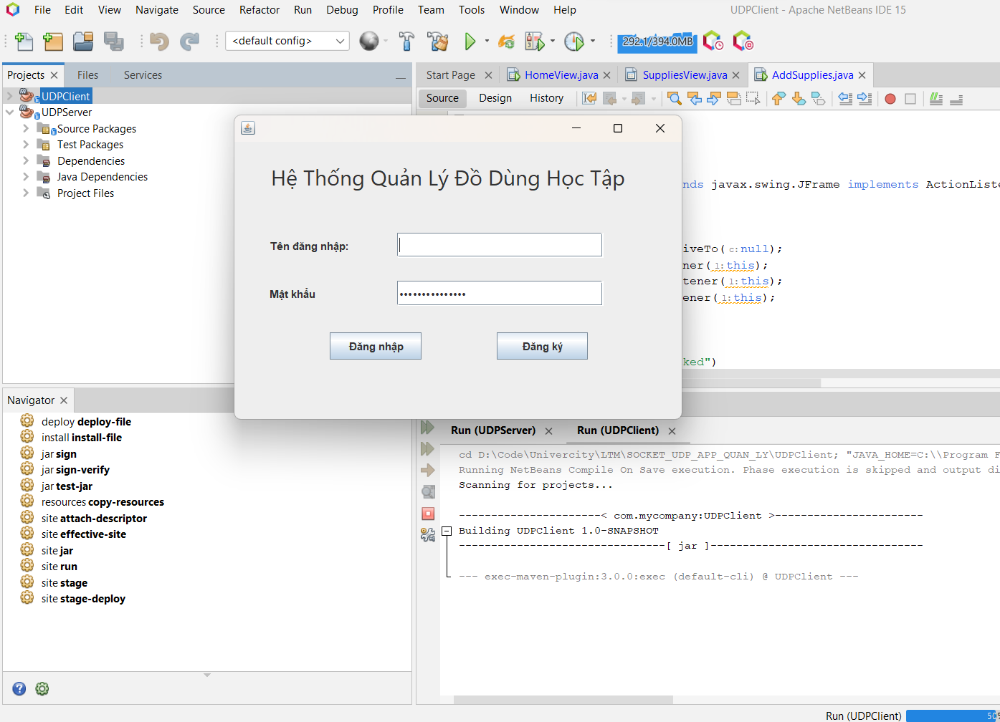 File Edit View Navigate Source Refactor Run Debug Profile Team Tools Window Help
UDPClient - Apache NetBeans IDE 15
<default config>
292.1/394.0MB
Projects Files Services
UDPClient
UDPServer
Source Packages
Test Packages
Dependencies
Java Dependencies
Project Files
Start Page HomeView.java SuppliesView.java AddSupplies.java
Source Design History
Hệ Thống Quản Lý Đồ Dùng Học Tập
Tên đăng nhập:
Mật khẩu
Đăng nhập Đăng ký
nds javax.swing.JFrame implements ActionListe
iveTo( c: null);
ner( l: this);
tener( l: this);
ener( l: this);
ked")
Navigator
deploy deploy-file
install install-file
jar sign
jar sign-verify
jar test-jar
resources copy-resources
site attach-descriptor
site effective-site
site jar
site run
site stage
site stage-deploy
Run (UDPServer) Run (UDPClient)
cd D:\Code\Univercity\LTM\SOCKET_UDP_APP_QUAN_LY\UDPClient; "JAVA_HOME=C:\\Program F
Running NetBeans Compile On Save execution. Phase execution is skipped and output di
Scanning for projects...
----------------------< com.mycompany:UDPClient >-----------------------
Building UDPClient 1.0-SNAPSHOT
--------------------------------[ jar ]---------------------------------
--- exec-maven-plugin:3.0.0:exec (default-cli) @ UDPClient ---
Run (UDPClient)